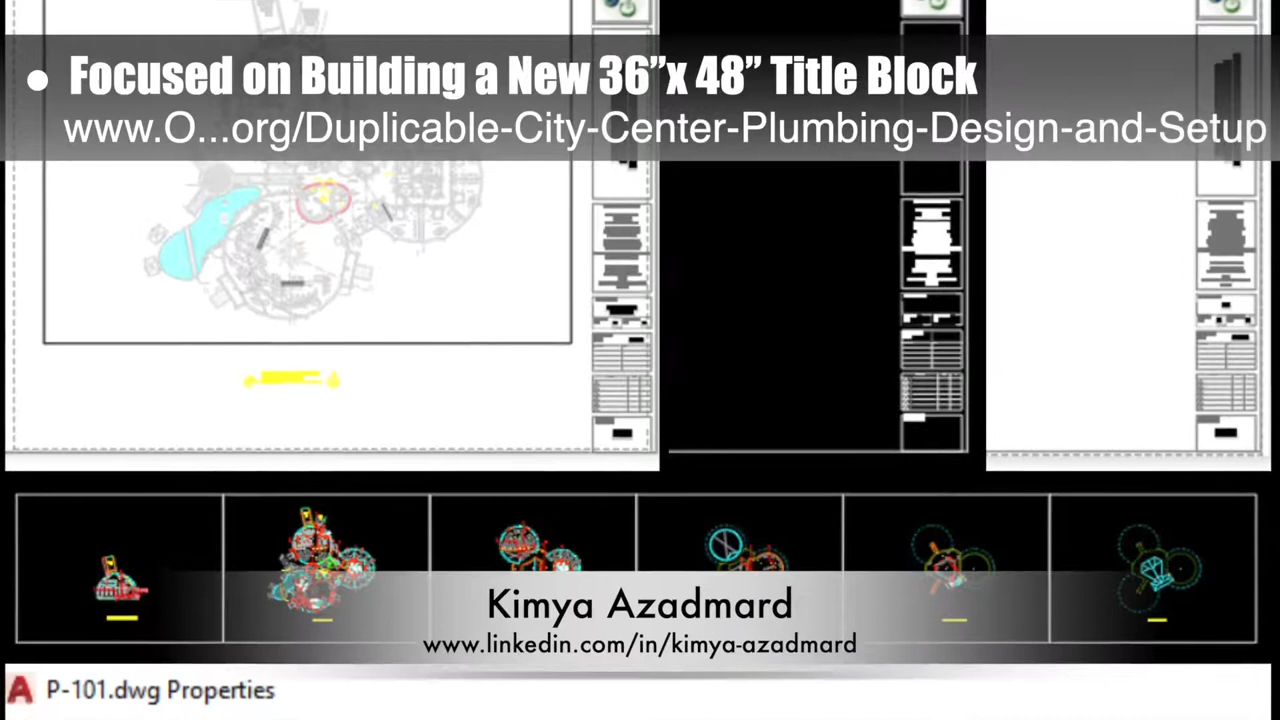 ● Focused on Building a New 36”x 48” Title Block
www.O...org/Duplicable-City-Center-Plumbing-Design-and-Setup
Kimya Azadmard
www.linkedin.com/in/kimya-azadmard
P-101.dwg Properties